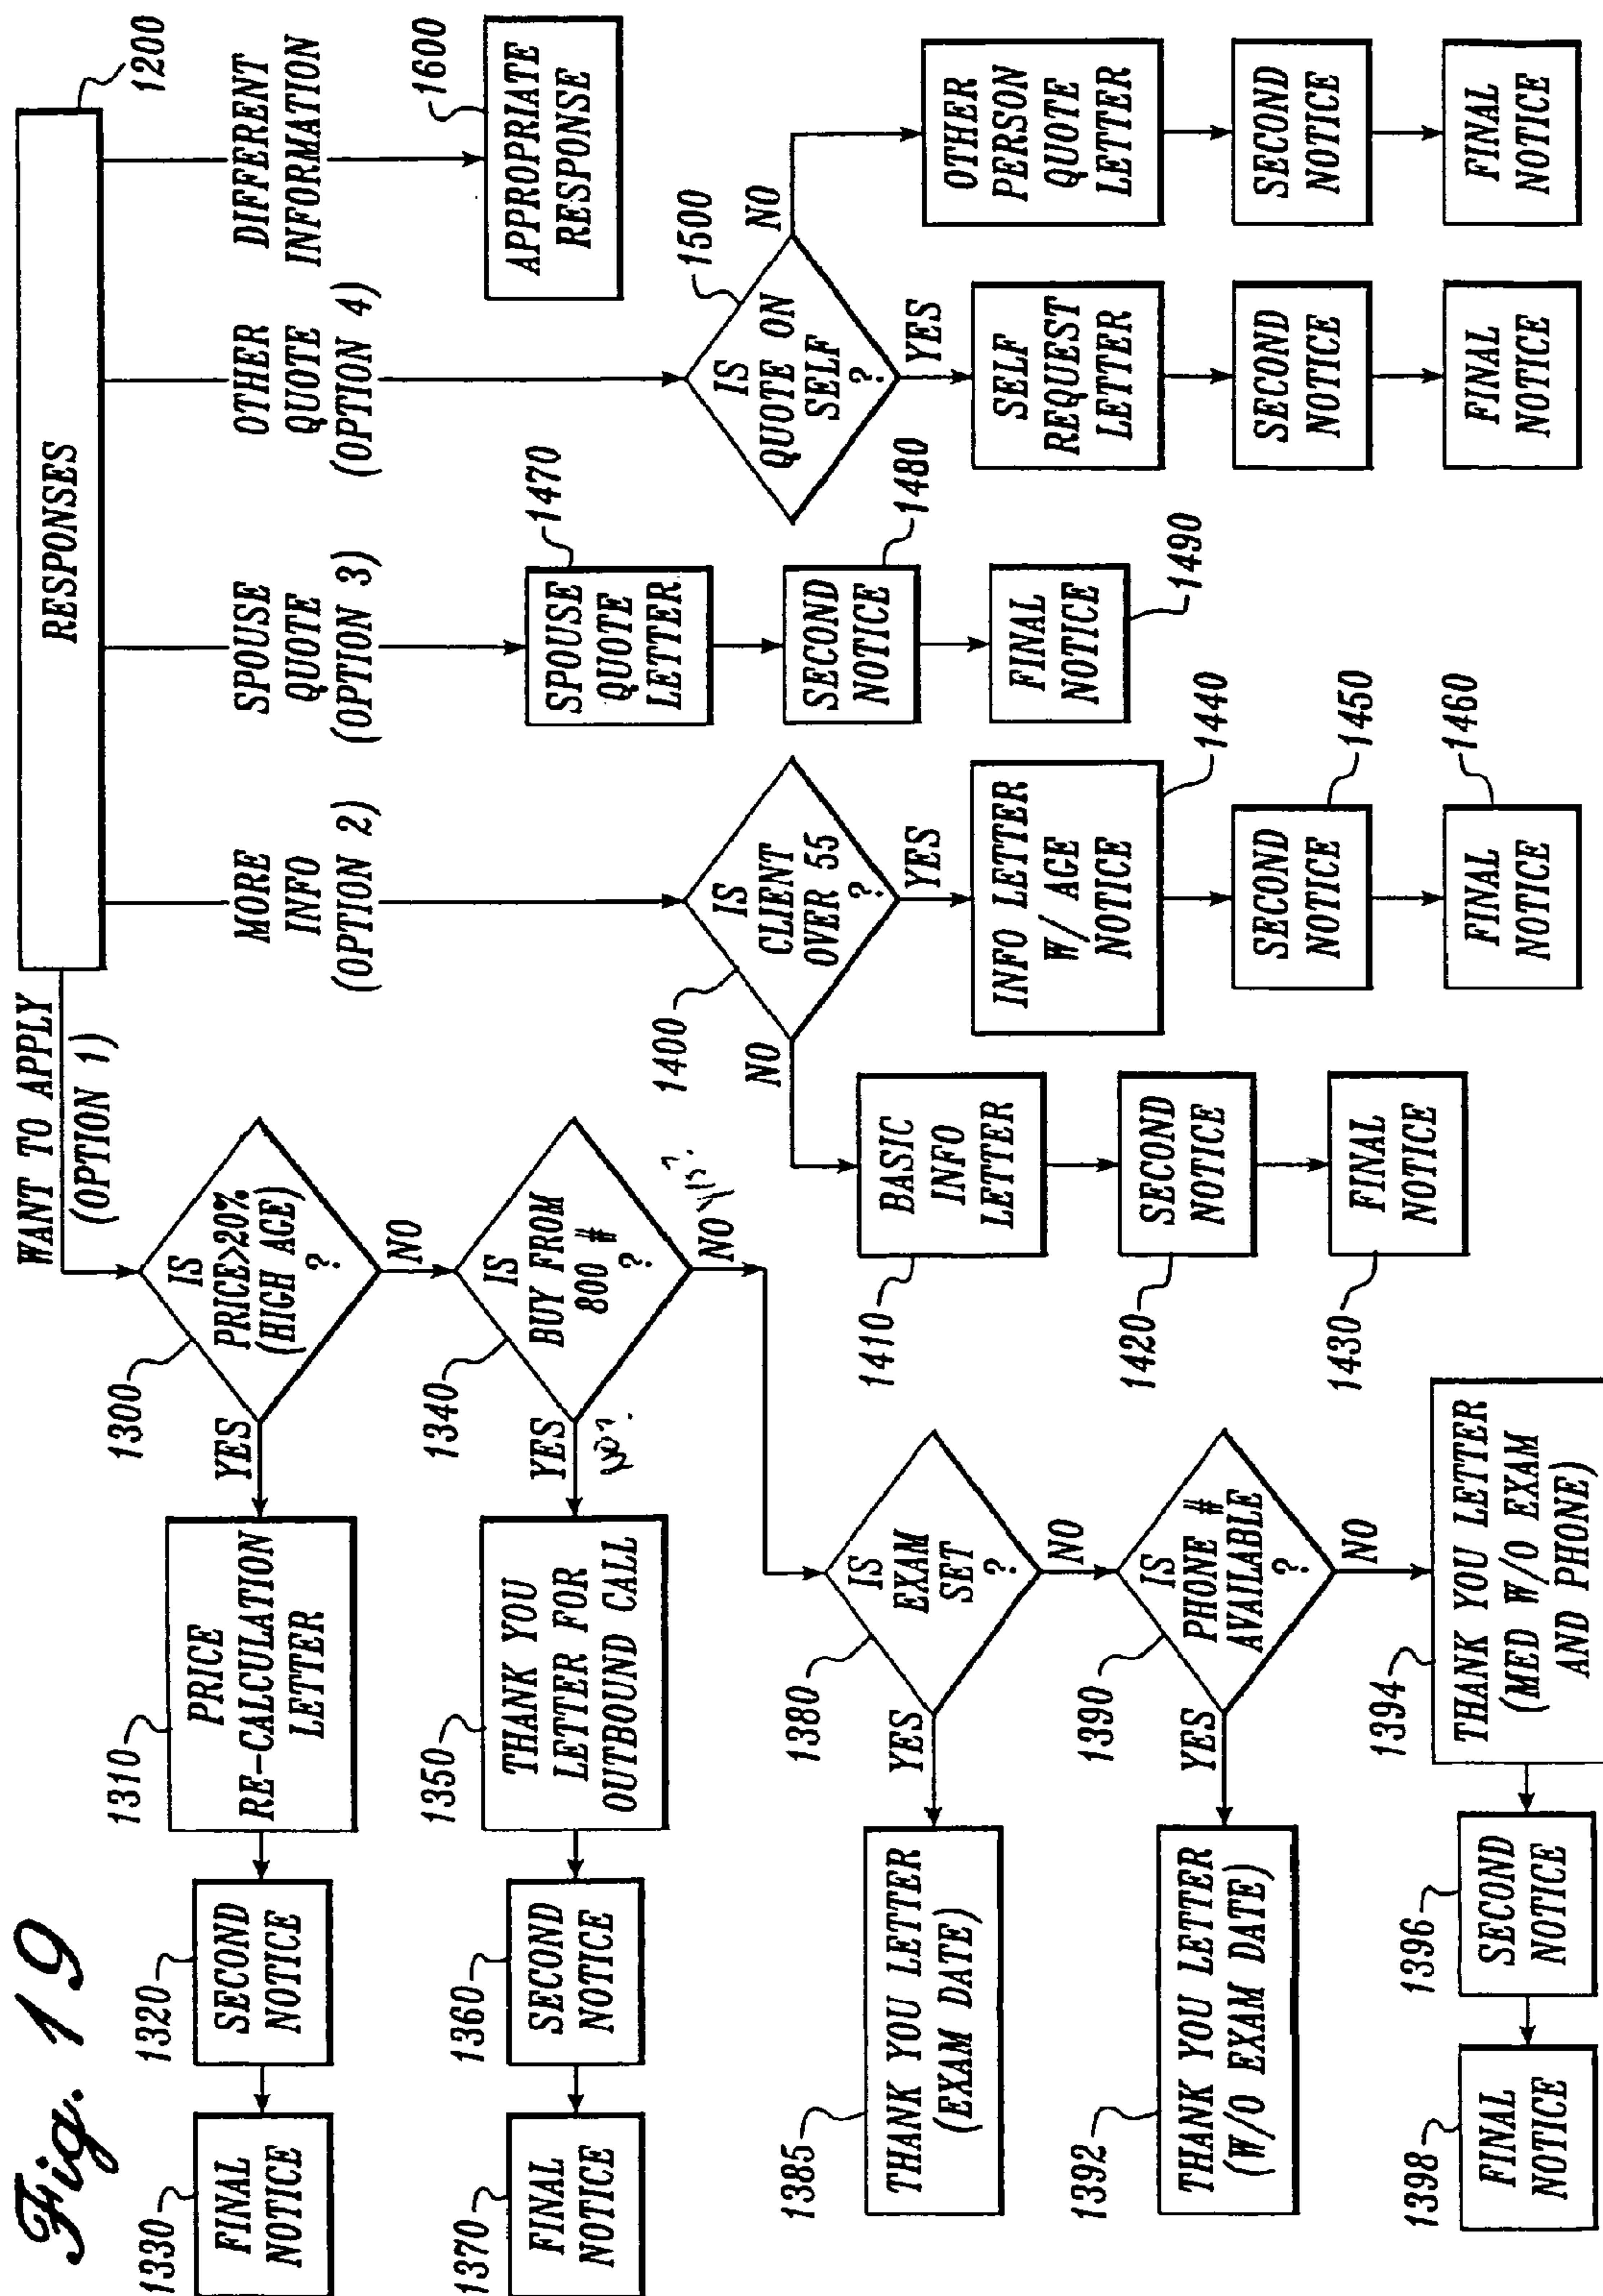 Fig. 19
RESPONSES
1200
WANT TO APPLY
(OPTION 1)
MORE
INFO
(OPTION 2)
SPOUSE
QUOTE
(OPTION 3)
OTHER
QUOTE
(OPTION 4)
DIFFERENT
INFORMATION
1600
APPROPRIATE
RESPONSE
1300
IS
PRICE>20%
(HIGH AGE)
?
YES
NO
1310
PRICE
RE-CALCULATION
LETTER
1320
SECOND
NOTICE
1330
FINAL
NOTICE
1340
IS
BUY FROM
800 #
?
YES
NO?
NO
YES?
1350
THANK YOU
LETTER FOR
OUTBOUND CALL
1360
SECOND
NOTICE
1370
FINAL
NOTICE
1380
IS
EXAM
SET
?
YES
NO
1385
THANK YOU LETTER
(EXAM DATE)
1390
IS
PHONE #
AVAILABLE
?
YES
NO
1392
THANK YOU LETTER
(W/O EXAM DATE)
1394
THANK YOU LETTER
(MED W/O EXAM
AND PHONE)
1396
SECOND
NOTICE
1398
FINAL
NOTICE
1400
IS
CLIENT
OVER 55
?
NO
YES
1410
BASIC
INFO
LETTER
1420
SECOND
NOTICE
1430
FINAL
NOTICE
1440
INFO LETTER
W/ AGE
NOTICE
1450
SECOND
NOTICE
1460
FINAL
NOTICE
1470
SPOUSE
QUOTE
LETTER
1480
SECOND
NOTICE
1490
FINAL
NOTICE
1500
IS
QUOTE ON
SELF
?
YES
NO
SELF
REQUEST
LETTER
SECOND
NOTICE
FINAL
NOTICE
OTHER
PERSON
QUOTE
LETTER
SECOND
NOTICE
FINAL
NOTICE